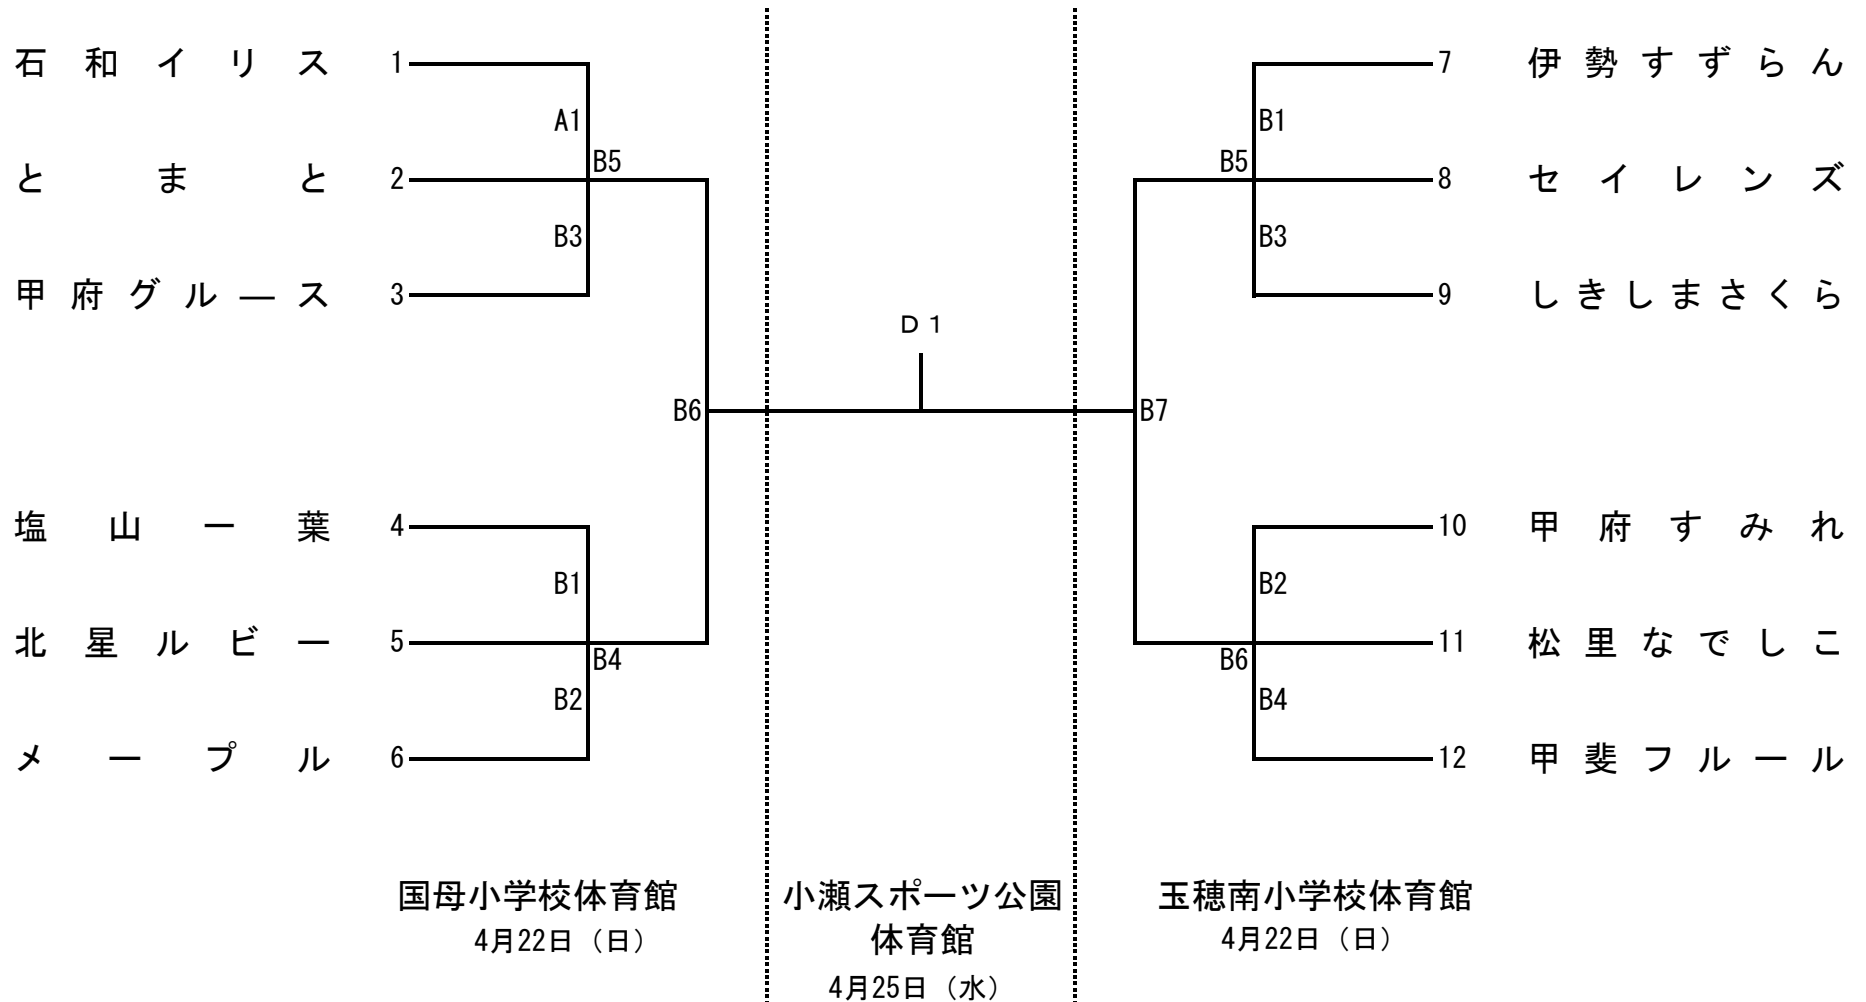 石和イリス 1
A1
B5
とまと 2
B3
甲府グルース 3
B6
塩山一葉 4
B1
北星ルビー 5
B4
B2
メープル 6
国母小学校体育館
4月22日（日）
D1
小瀬スポーツ公園
体育館
4月25日（水）
7 伊勢すずらん
B1
B5
8 セイレンズ
B3
9 しきしまさくら
B7
10 甲府すみれ
B2
11 松里なでしこ
B6
B4
12 甲斐フルール
玉穂南小学校体育館
4月22日（日）